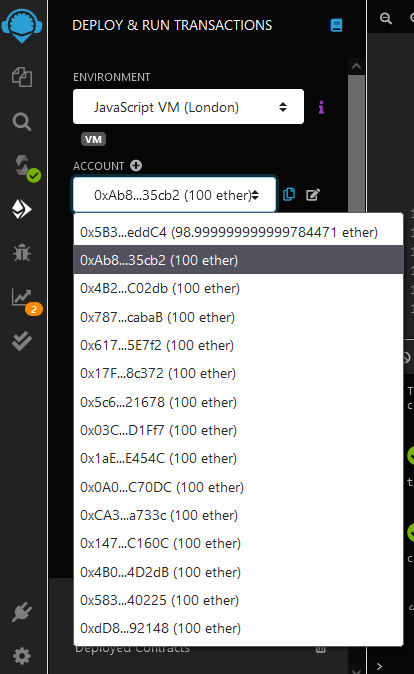 DEPLOY & RUN TRANSACTIONS
ENVIRONMENT
JavaScript VM (London)
VM
ACCOUNT
0xAb8...35cb2 (100 ether)
0x5B3...eddC4 (98.999999999999784471 ether)
0xAb8...35cb2 (100 ether)
0x4B2...C02db (100 ether)
0x787...cabaB (100 ether)
0x617...5E7f2 (100 ether)
2
0x17F...8c372 (100 ether)
0x5c6...21678 (100 ether)
0x03C...D1Ff7 (100 ether)
0x1aE...E454C (100 ether)
0x0A0...C70DC (100 ether)
0xCA3...a733c (100 ether)
0x147...C160C (100 ether)
0x4B0...4D2dB (100 ether)
0x583...40225 (100 ether)
0xdD8...92148 (100 ether)
Deployed Contracts